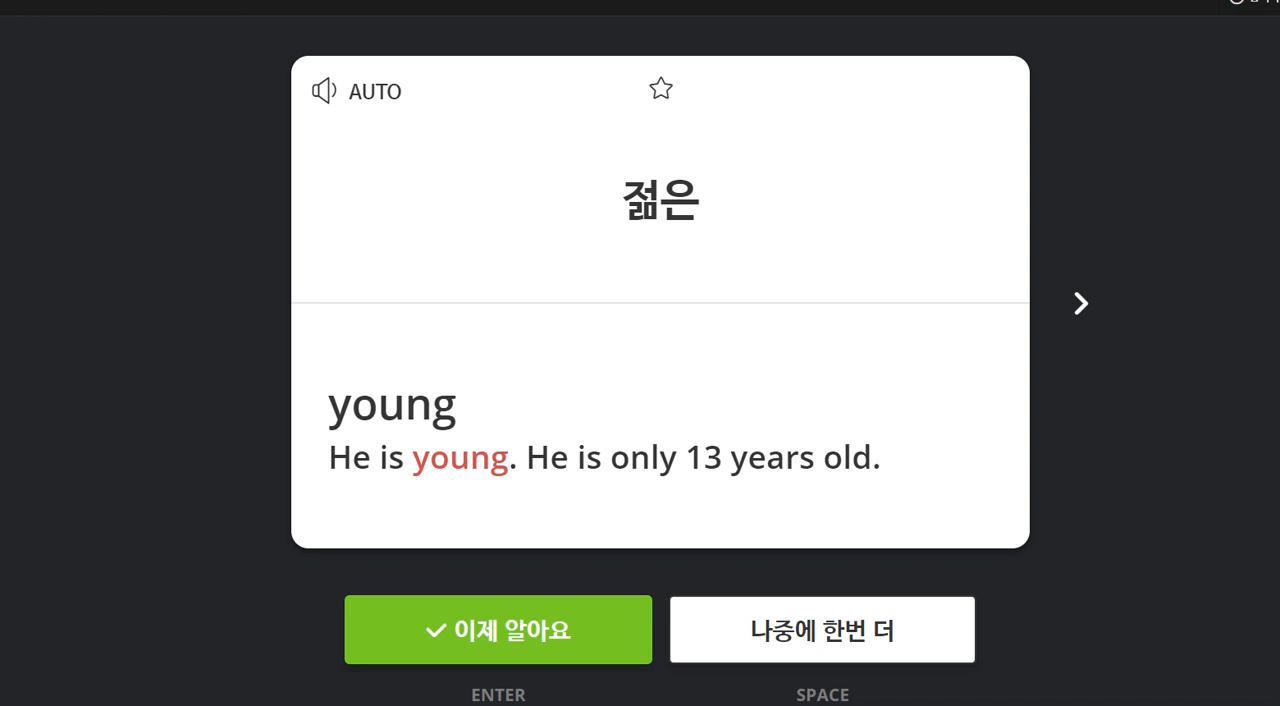 AUTO
젊은
young
He is young. He is only 13 years old.
이제 알아요
나중에 한번 더
ENTER
SPACE